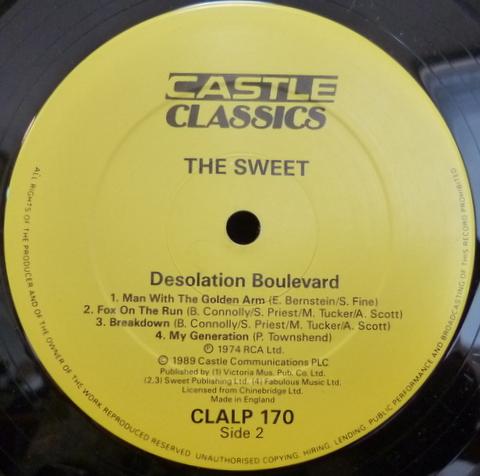 CASTLE
CLASSICS
THE SWEET
Desolation Boulevard
1. Man With The Golden Arm (E. Bernstein/S. Fine)
2. Fox On The Run (B. Connolly/S. Priest/M. Tucker/A. Scott)
3. Breakdown (B. Connolly/S. Priest/M. Tucker/A. Scott)
4. My Generation (P. Townshend)
℗ 1974 RCA Ltd.
© 1989 Castle Communications PLC
Published by (1) Victoria Mus. Pub. Co. Ltd.
(2.3) Sweet Publishing Ltd. (4) Fabulous Music Ltd.
Licensed from Chinebridge Ltd.
Made in England
CLALP 170
Side 2
ALL RIGHTS OF THE PRODUCER AND OF THE OWNER OF THE WORK REPRODUCED RESERVED. UNAUTHORISED COPYING, HIRING, LENDING, PUBLIC PERFORMANCE AND BROADCASTING OF THIS RECORD PROHIBITED